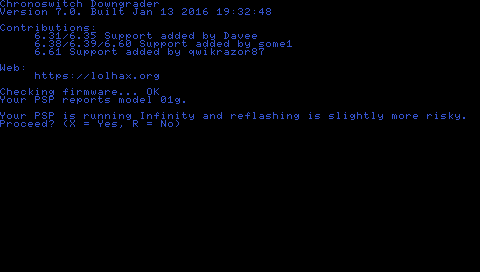 Chronoswitch Downgrader
Version 7.0. Built Jan 13 2016 19:32:48
Contributions:
6.31/6.35 Support added by Davee
6.38/6.39/6.60 Support added by some1
6.61 Support added by qwikrazor87
Web:
https://lolhax.org
Checking firmware... OK
Your PSP reports model 01g.
Your PSP is running Infinity and reflashing is slightly more risky.
Proceed? (X = Yes, R = No)